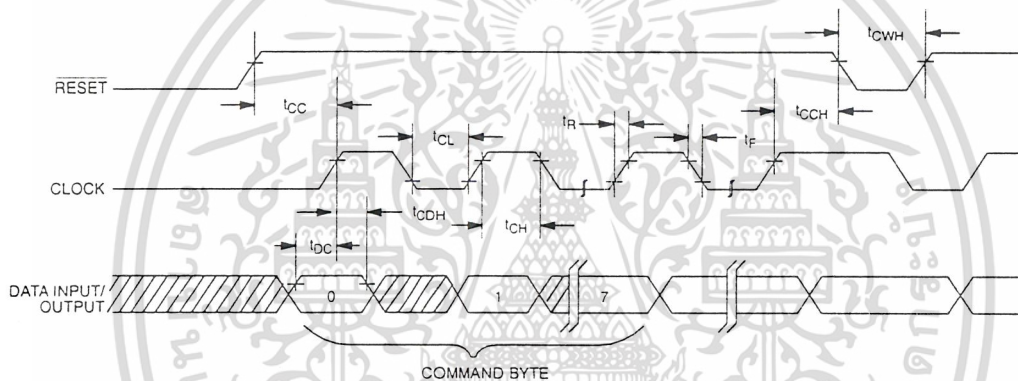 tCWH
RESET
tCC
tCCH
tCL
tR
tF
CLOCK
tCDH
tCH
tDC
DATA INPUT/
OUTPUT
0
1
7
COMMAND BYTE